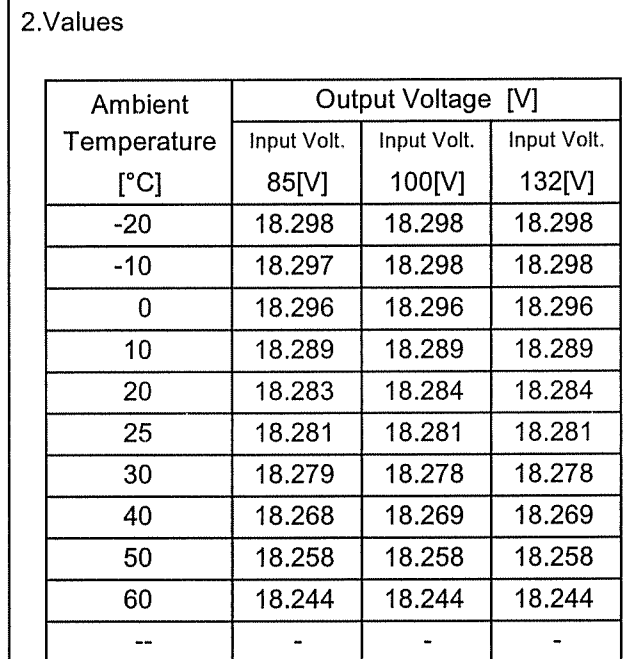 2.Values
Ambient Temperature [°C] Output Voltage [V]
Input Volt. 85[V] Input Volt. 100[V] Input Volt. 132[V]
-20 18.298 18.298 18.298
-10 18.297 18.298 18.298
0 18.296 18.296 18.296
10 18.289 18.289 18.289
20 18.283 18.284 18.284
25 18.281 18.281 18.281
30 18.279 18.278 18.278
40 18.268 18.269 18.269
50 18.258 18.258 18.258
60 18.244 18.244 18.244
-- - - -